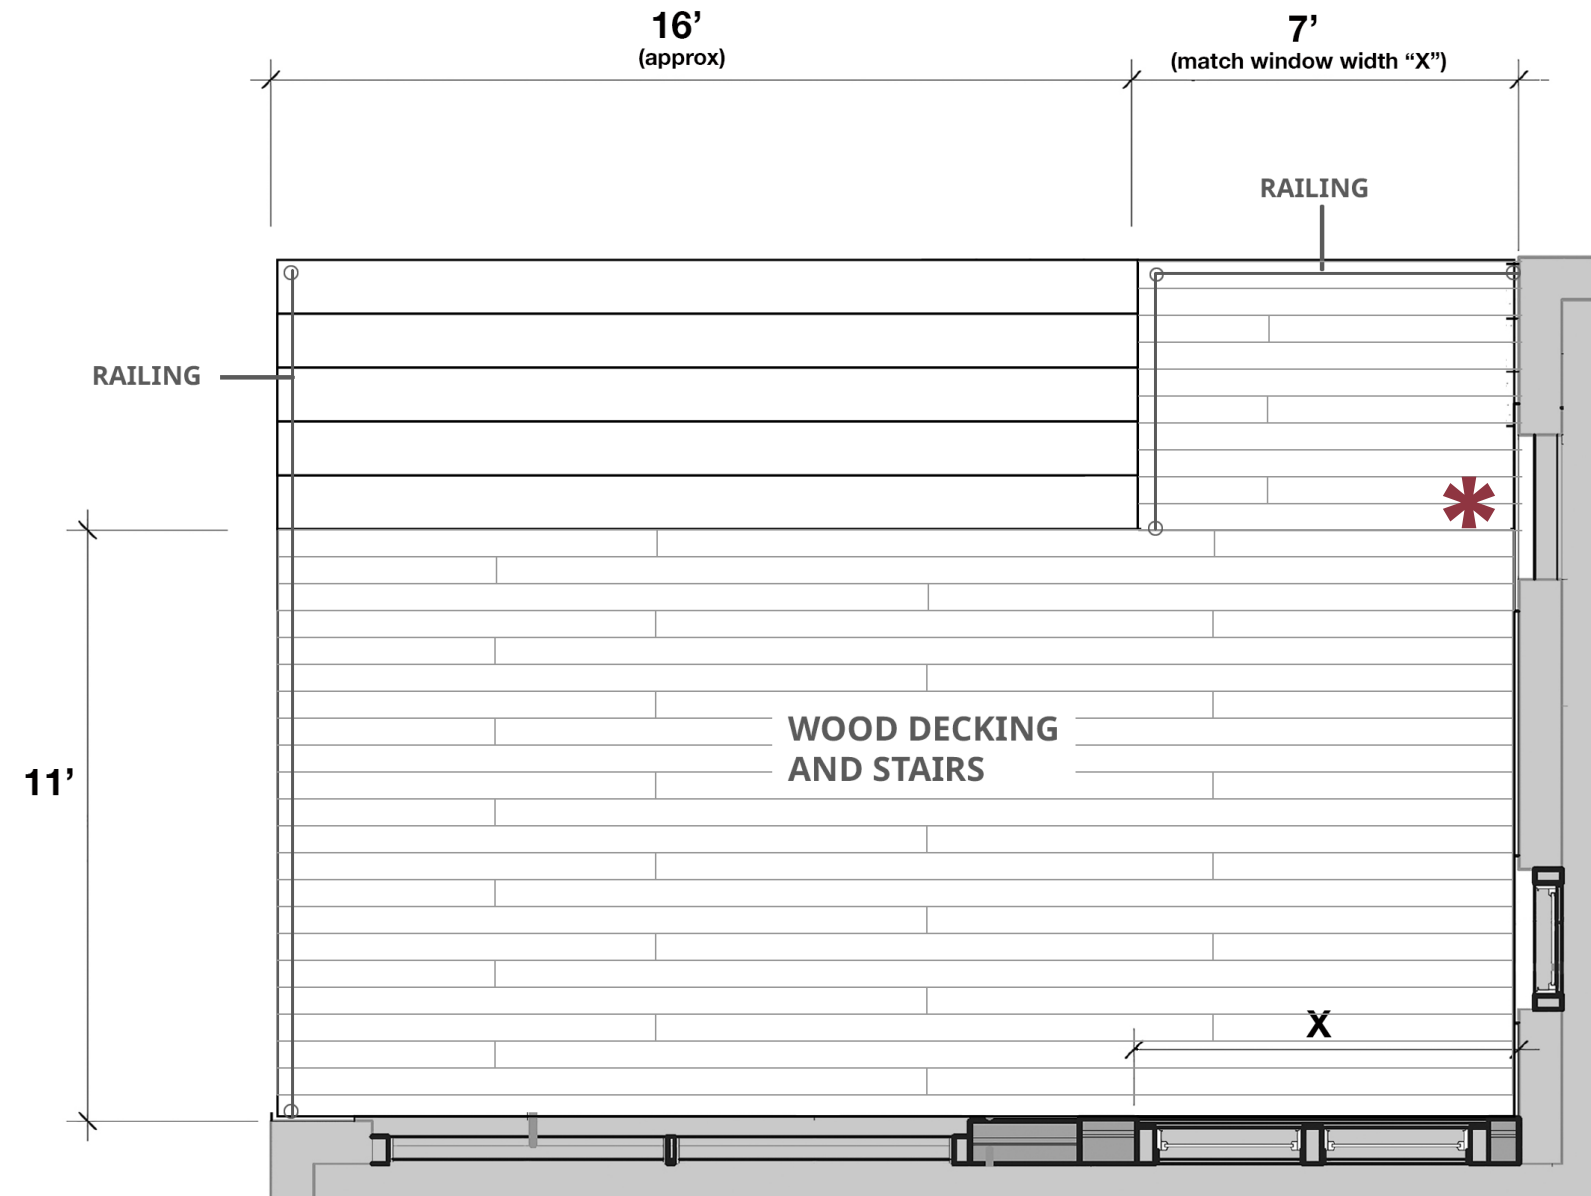 16’
(approx)
7’
(match window width “X”)
RAILING
RAILING
WOOD DECKING
AND STAIRS
11’
X